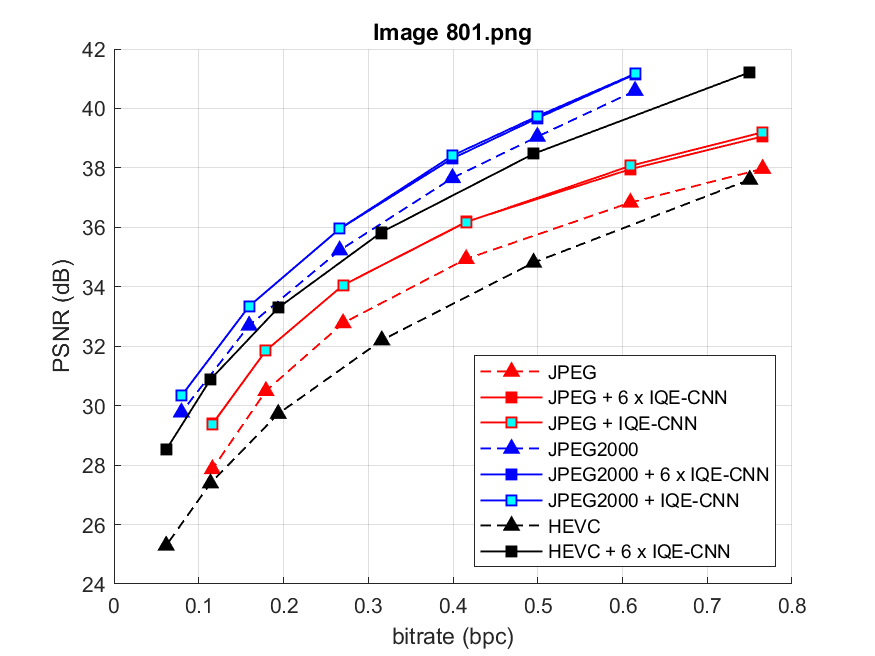 Image 801.png
42
40
38
36
34
32
30
28
26
24
PSNR (dB)
JPEG
JPEG + 6 x IQE-CNN
JPEG + IQE-CNN
JPEG2000
JPEG2000 + 6 x IQE-CNN
JPEG2000 + IQE-CNN
HEVC
HEVC + 6 x IQE-CNN
0 0.1 0.2 0.3 0.4 0.5 0.6 0.7 0.8
bitrate (bpc)